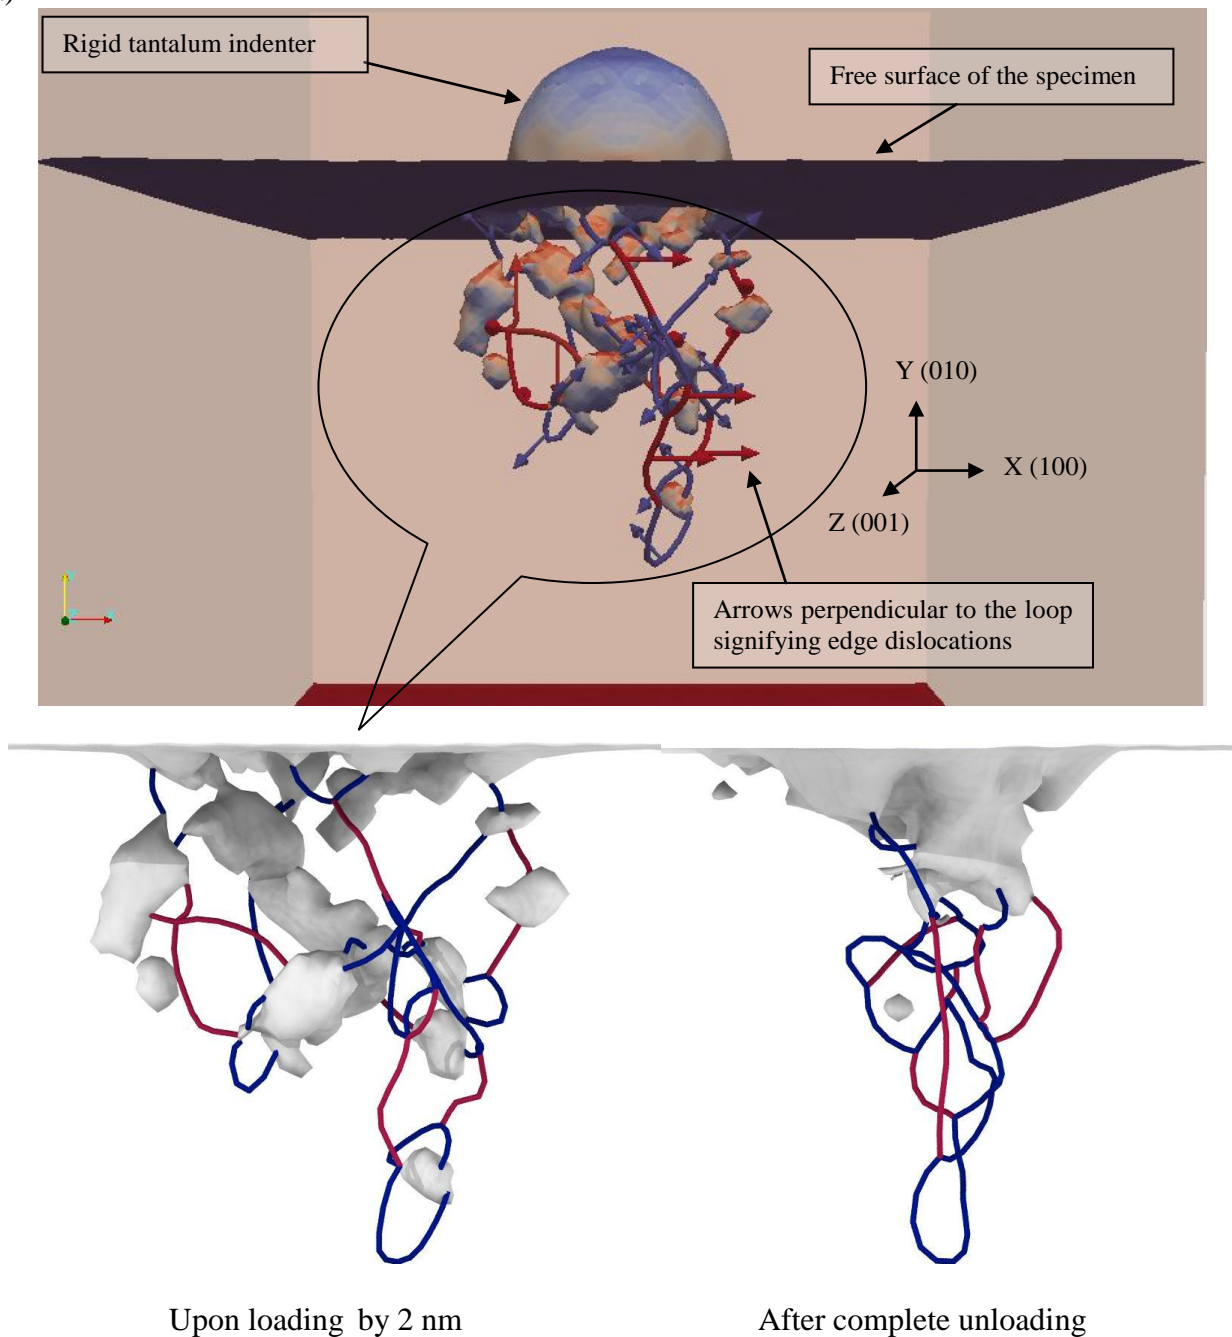 Rigid tantalum indenter
Free surface of the specimen
Y (010)
X (100)
Z (001)
Arrows perpendicular to the loop
signifying edge dislocations
Upon loading by 2 nm
After complete unloading